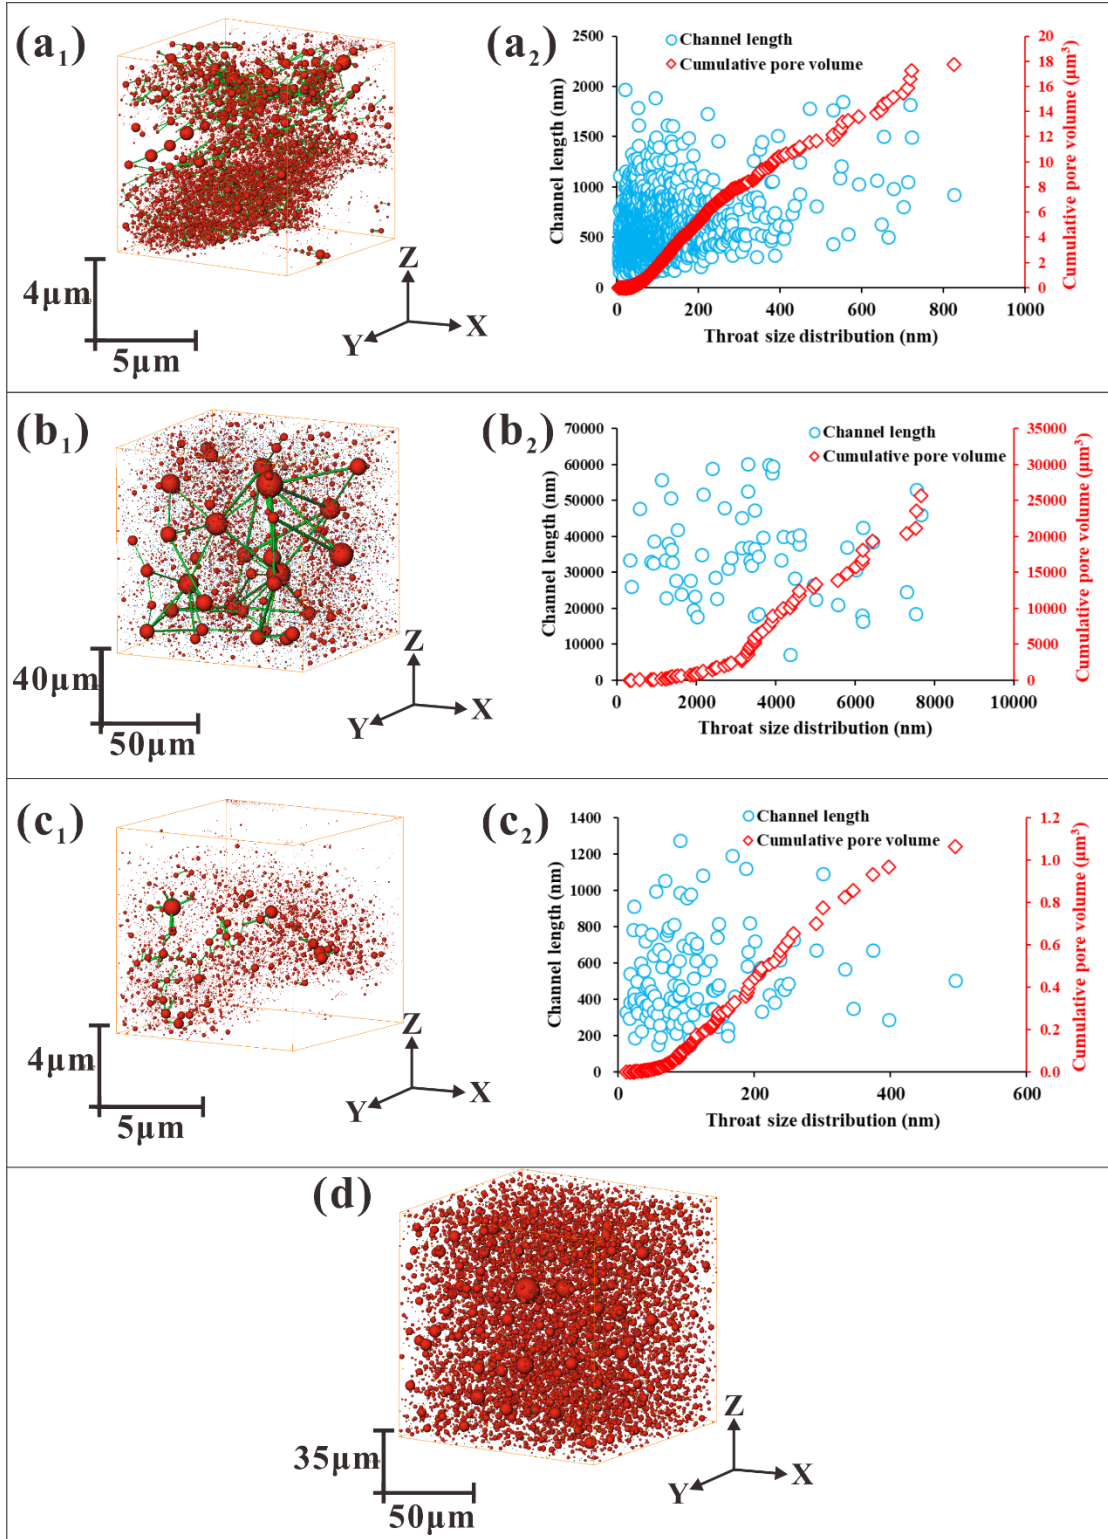 (a1)
4μm
5μm
Z
Y
X
(a2)
Channel length
Cumulative pore volume
Channel length (nm)
2500
2000
1500
1000
500
0
0 200 400 600 800 1000
Throat size distribution (nm)
20
18
16
14
12
10
8
6
4
2
0
Cumulative pore volume (μm³)
(b1)
40μm
50μm
Z
Y
X
(b2)
Channel length
Cumulative pore volume
Channel length (nm)
70000
60000
50000
40000
30000
20000
10000
0
0 2000 4000 6000 8000 10000
Throat size distribution (nm)
35000
30000
25000
20000
15000
10000
5000
0
Cumulative pore volume (μm³)
(c1)
4μm
5μm
Z
Y
X
(c2)
Channel length
Cumulative pore volume
Channel length (nm)
1400
1200
1000
800
600
400
200
0
0 200 400 600
Throat size distribution (nm)
1.2
1.0
0.8
0.6
0.4
0.2
0.0
Cumulative pore volume (μm³)
(d)
35μm
50μm
Z
Y
X